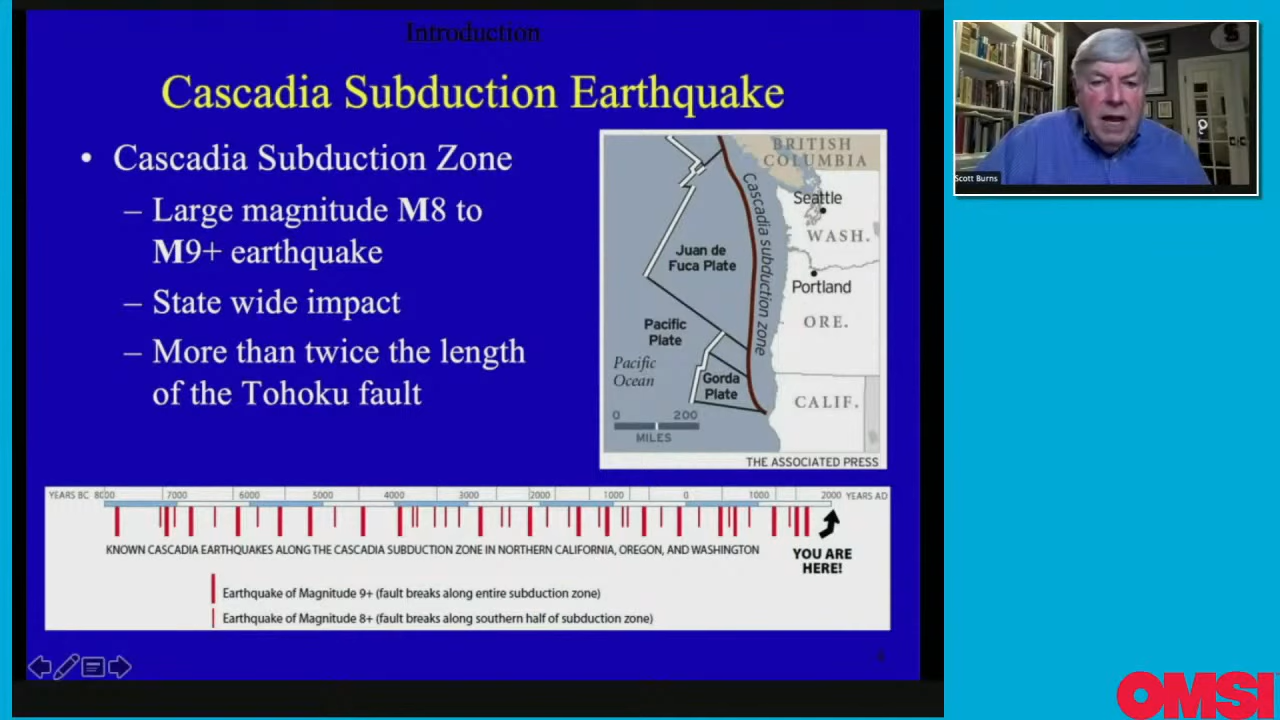 Introduction
Cascadia Subduction Earthquake
• Cascadia Subduction Zone
– Large magnitude M8 to
M9+ earthquake
– State wide impact
– More than twice the length
of the Tohoku fault
BRITISH
COLUMBIA
Cascadia subduction zone
Seattle
WASH.
Juan de
Fuca Plate
Portland
ORE.
Pacific
Plate
Pacific
Ocean
Gorda
Plate
CALIF.
0 200
MILES
THE ASSOCIATED PRESS
YEARS BC 8000 7000 6000 5000 4000 3000 2000 1000 0 1000 2000 YEARS AD
KNOWN CASCADIA EARTHQUAKES ALONG THE CASCADIA SUBDUCTION ZONE IN NORTHERN CALIFORNIA, OREGON, AND WASHINGTON
YOU ARE
HERE!
Earthquake of Magnitude 9+ (fault breaks along entire subduction zone)
Earthquake of Magnitude 8+ (fault breaks along southern half of subduction zone)
Scott Burns
OMSI